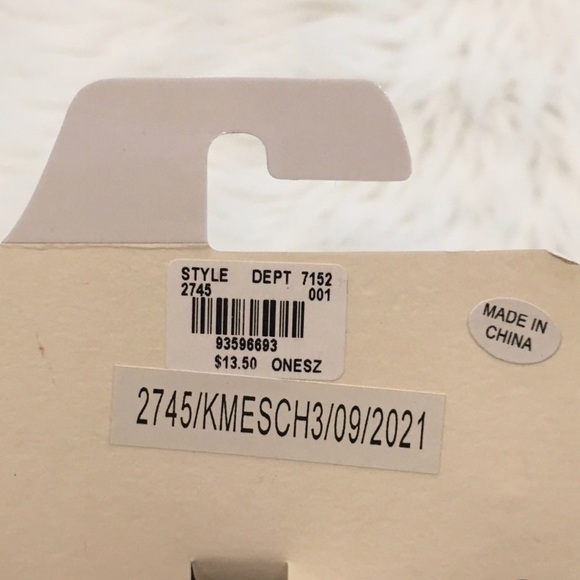 STYLE DEPT 7152
2745 001
93596693
$13.50 ONESZ
MADE IN
CHINA
2745/KMESCH3/09/2021